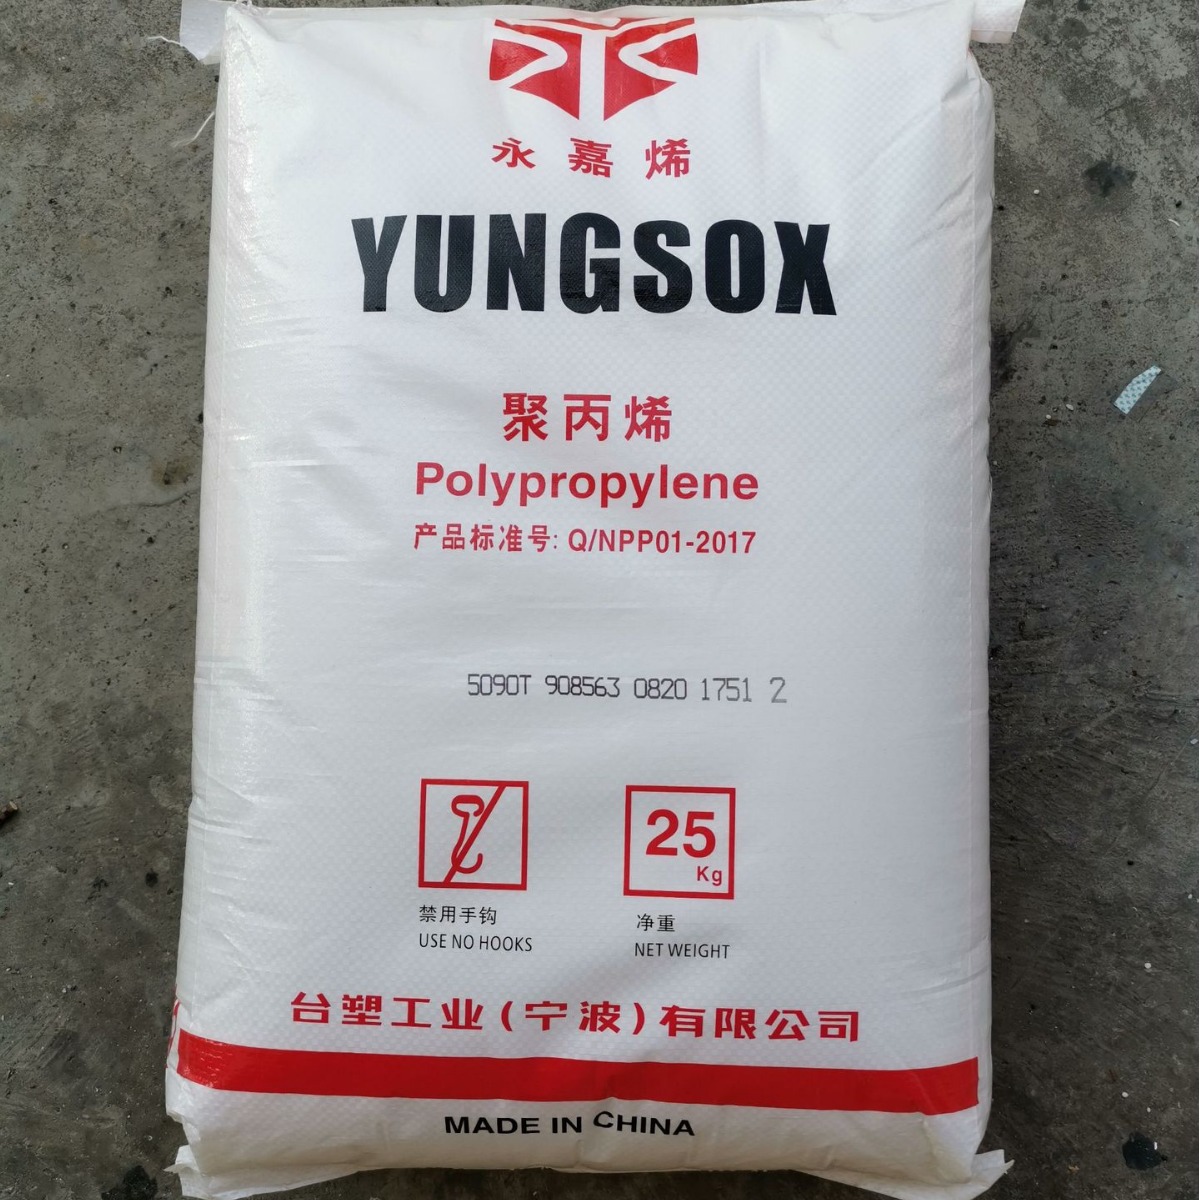 永嘉烯
YUNGSOX
聚丙烯
Polypropylene
产品标准号: Q/NPP01-2017
5090T 908563 0820 1751 2
25
Kg
禁用手钩
USE NO HOOKS
净重
NET WEIGHT
台塑工业(宁波)有限公司
MADE IN CHINA